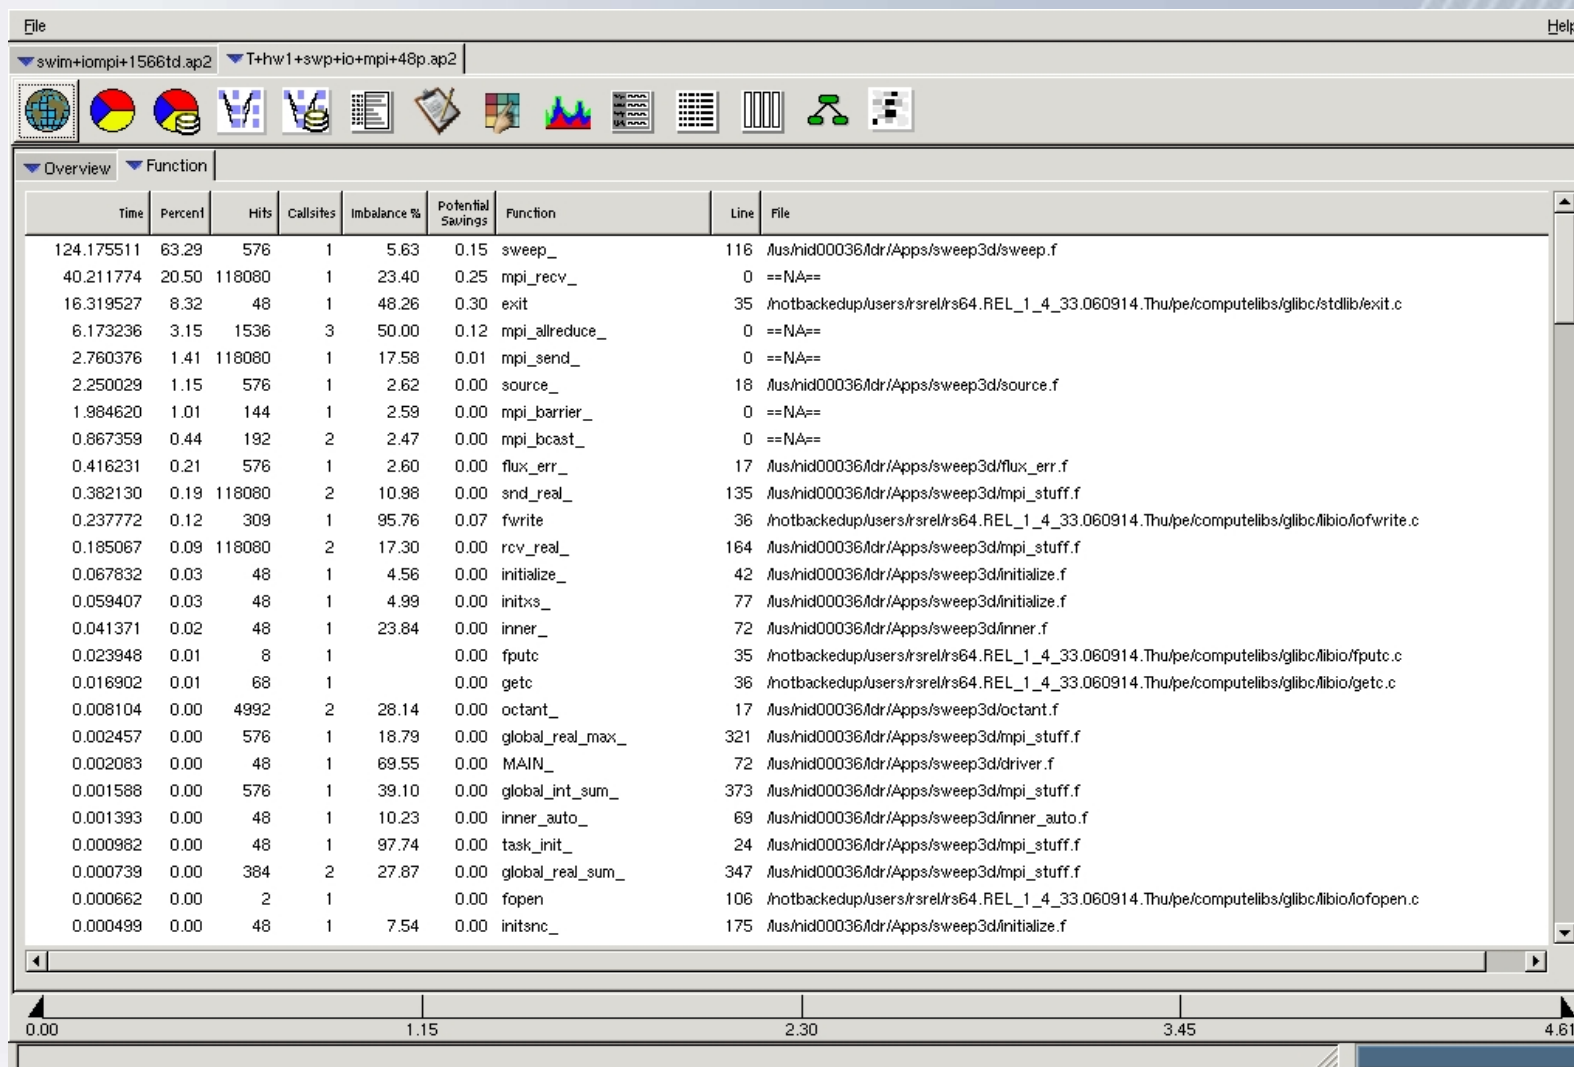 File Help
swim+iompi+1566td.ap2 T+hw1+swp+io+mpi+48p.ap2
Overview Function
Time Percent Hits Callsites Imbalance % Potential Savings Function Line File
124.175511 63.29 576 1 5.63 0.15 sweep_ 116 /lus/nid00036/ldr/Apps/sweep3d/sweep.f
40.211774 20.50 118080 1 23.40 0.25 mpi_recv_ 0 ==NA==
16.319527 8.32 48 1 48.26 0.30 exit 35 /notbackedup/users/rsrel/rs64.REL_1_4_33.060914.Thu/pe/computelibs/glibc/stdlib/exit.c
6.173236 3.15 1536 3 50.00 0.12 mpi_allreduce_ 0 ==NA==
2.760376 1.41 118080 1 17.58 0.01 mpi_send_ 0 ==NA==
2.250029 1.15 576 1 2.62 0.00 source_ 18 /lus/nid00036/ldr/Apps/sweep3d/source.f
1.984620 1.01 144 1 2.59 0.00 mpi_barrier_ 0 ==NA==
0.867359 0.44 192 2 2.47 0.00 mpi_bcast_ 0 ==NA==
0.416231 0.21 576 1 2.60 0.00 flux_err_ 17 /lus/nid00036/ldr/Apps/sweep3d/flux_err.f
0.382130 0.19 118080 2 10.98 0.00 snd_real_ 135 /lus/nid00036/ldr/Apps/sweep3d/mpi_stuff.f
0.237772 0.12 309 1 95.76 0.07 fwrite 36 /notbackedup/users/rsrel/rs64.REL_1_4_33.060914.Thu/pe/computelibs/glibc/libio/iofwrite.c
0.185067 0.09 118080 2 17.30 0.00 rcv_real_ 164 /lus/nid00036/ldr/Apps/sweep3d/mpi_stuff.f
0.067832 0.03 48 1 4.56 0.00 initialize_ 42 /lus/nid00036/ldr/Apps/sweep3d/initialize.f
0.059407 0.03 48 1 4.99 0.00 initxs_ 77 /lus/nid00036/ldr/Apps/sweep3d/initialize.f
0.041371 0.02 48 1 23.84 0.00 inner_ 72 /lus/nid00036/ldr/Apps/sweep3d/inner.f
0.023948 0.01 8 1 0.00 fputc 35 /notbackedup/users/rsrel/rs64.REL_1_4_33.060914.Thu/pe/computelibs/glibc/libio/fputc.c
0.016902 0.01 68 1 0.00 getc 36 /notbackedup/users/rsrel/rs64.REL_1_4_33.060914.Thu/pe/computelibs/glibc/libio/getc.c
0.008104 0.00 4992 2 28.14 0.00 octant_ 17 /lus/nid00036/ldr/Apps/sweep3d/octant.f
0.002457 0.00 576 1 18.79 0.00 global_real_max_ 321 /lus/nid00036/ldr/Apps/sweep3d/mpi_stuff.f
0.002083 0.00 48 1 69.55 0.00 MAIN_ 72 /lus/nid00036/ldr/Apps/sweep3d/driver.f
0.001588 0.00 576 1 39.10 0.00 global_int_sum_ 373 /lus/nid00036/ldr/Apps/sweep3d/mpi_stuff.f
0.001393 0.00 48 1 10.23 0.00 inner_auto_ 69 /lus/nid00036/ldr/Apps/sweep3d/inner_auto.f
0.000982 0.00 48 1 97.74 0.00 task_init_ 24 /lus/nid00036/ldr/Apps/sweep3d/mpi_stuff.f
0.000739 0.00 384 2 27.87 0.00 global_real_sum_ 347 /lus/nid00036/ldr/Apps/sweep3d/mpi_stuff.f
0.000662 0.00 2 1 0.00 fopen 106 /notbackedup/users/rsrel/rs64.REL_1_4_33.060914.Thu/pe/computelibs/glibc/libio/iofopen.c
0.000499 0.00 48 1 7.54 0.00 initsnc_ 175 /lus/nid00036/ldr/Apps/sweep3d/initialize.f
0.00 1.15 2.30 3.45 4.61